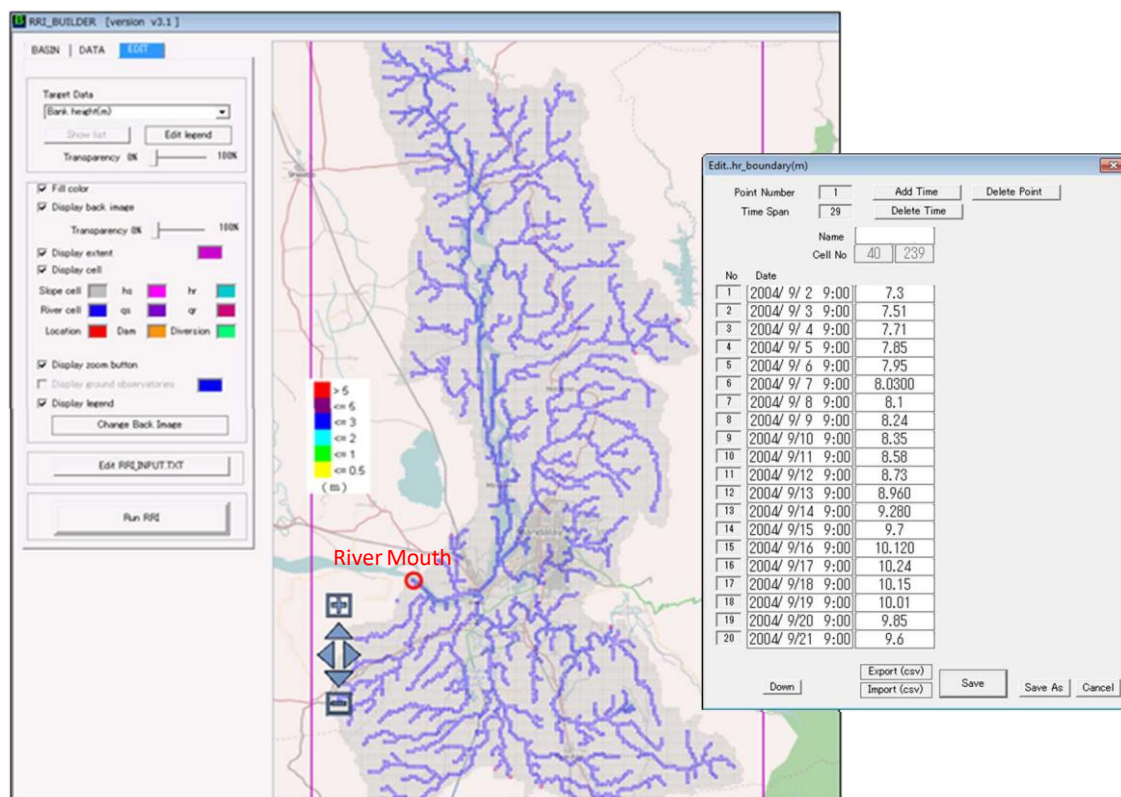 RRI_BUILDER [version v3.1 ]
BASIN | DATA EDIT
Target Data
Bank height(m)
Show list Edit legend
Transparency 0% 100%
Fill color
Display back image
Transparency 0% 100%
Display extent
Display cell
Slope cell hs hr
River cell qs qr
Location Dam Diversion
Display zoom button
Display ground observatories
Display legend
Change Back Image
Edit RRI_INPUT.TXT
Run RRI
> 5
<= 5
<= 3
<= 2
<= 1
<= 0.5
( m )
River Mouth
Edit..hr_boundary(m)
Point Number 1 Add Time Delete Point
Time Span 29 Delete Time
Name
Cell No 40 239
No Date
1 2004/ 9/ 2 9:00 7.3
2 2004/ 9/ 3 9:00 7.51
3 2004/ 9/ 4 9:00 7.71
4 2004/ 9/ 5 9:00 7.85
5 2004/ 9/ 6 9:00 7.95
6 2004/ 9/ 7 9:00 8.0300
7 2004/ 9/ 8 9:00 8.1
8 2004/ 9/ 9 9:00 8.24
9 2004/ 9/10 9:00 8.35
10 2004/ 9/11 9:00 8.58
11 2004/ 9/12 9:00 8.73
12 2004/ 9/13 9:00 8.960
13 2004/ 9/14 9:00 9.280
14 2004/ 9/15 9:00 9.7
15 2004/ 9/16 9:00 10.120
16 2004/ 9/17 9:00 10.24
17 2004/ 9/18 9:00 10.15
18 2004/ 9/19 9:00 10.01
19 2004/ 9/20 9:00 9.85
20 2004/ 9/21 9:00 9.6
Down
Export (csv)
Import (csv)
Save Save As Cancel